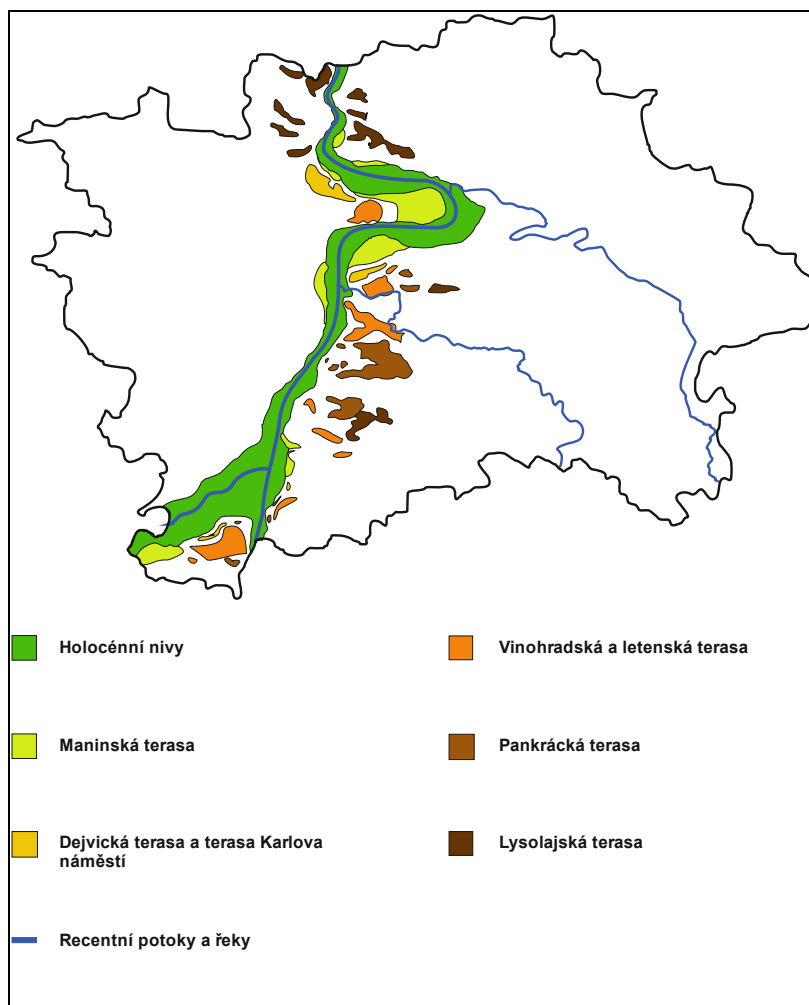 Holocénní nivy
Vinohradská a letenská terasa
Maninská terasa
Pankrácká terasa
Dejvická terasa a terasa Karlova
náměstí
Lysolajská terasa
Recentní potoky a řeky